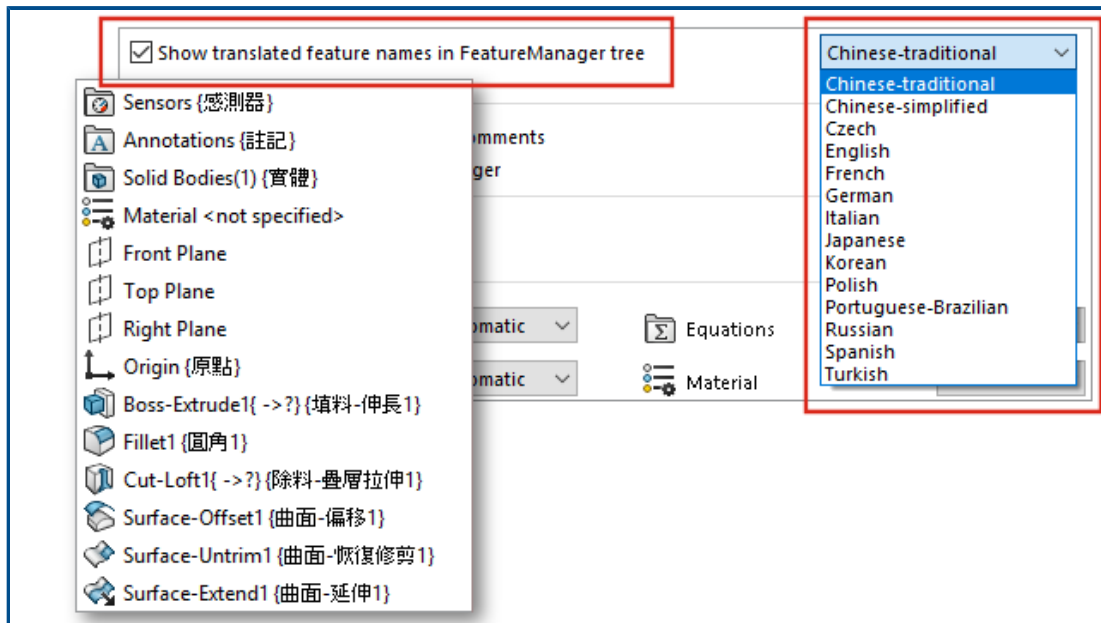 Show translated feature names in FeatureManager tree
Chinese-traditional
Chinese-traditional
Chinese-simplified
Czech
English
French
German
Italian
Japanese
Korean
Polish
Portuguese-Brazilian
Russian
Spanish
Turkish
Sensors {感測器}
Annotations {註記}
Solid Bodies(1) {實體}
Material <not specified>
Front Plane
Top Plane
Right Plane
Origin {原點}
Boss-Extrude1{ ->?} {填料-伸長1}
Fillet1 {圓角1}
Cut-Loft1{ ->?} {除料-疊層拉伸1}
Surface-Offset1 {曲面-偏移1}
Surface-Untrim1 {曲面-恢復修剪1}
Surface-Extend1 {曲面-延伸1}
omments
ger
omatic
Equations
omatic
Material